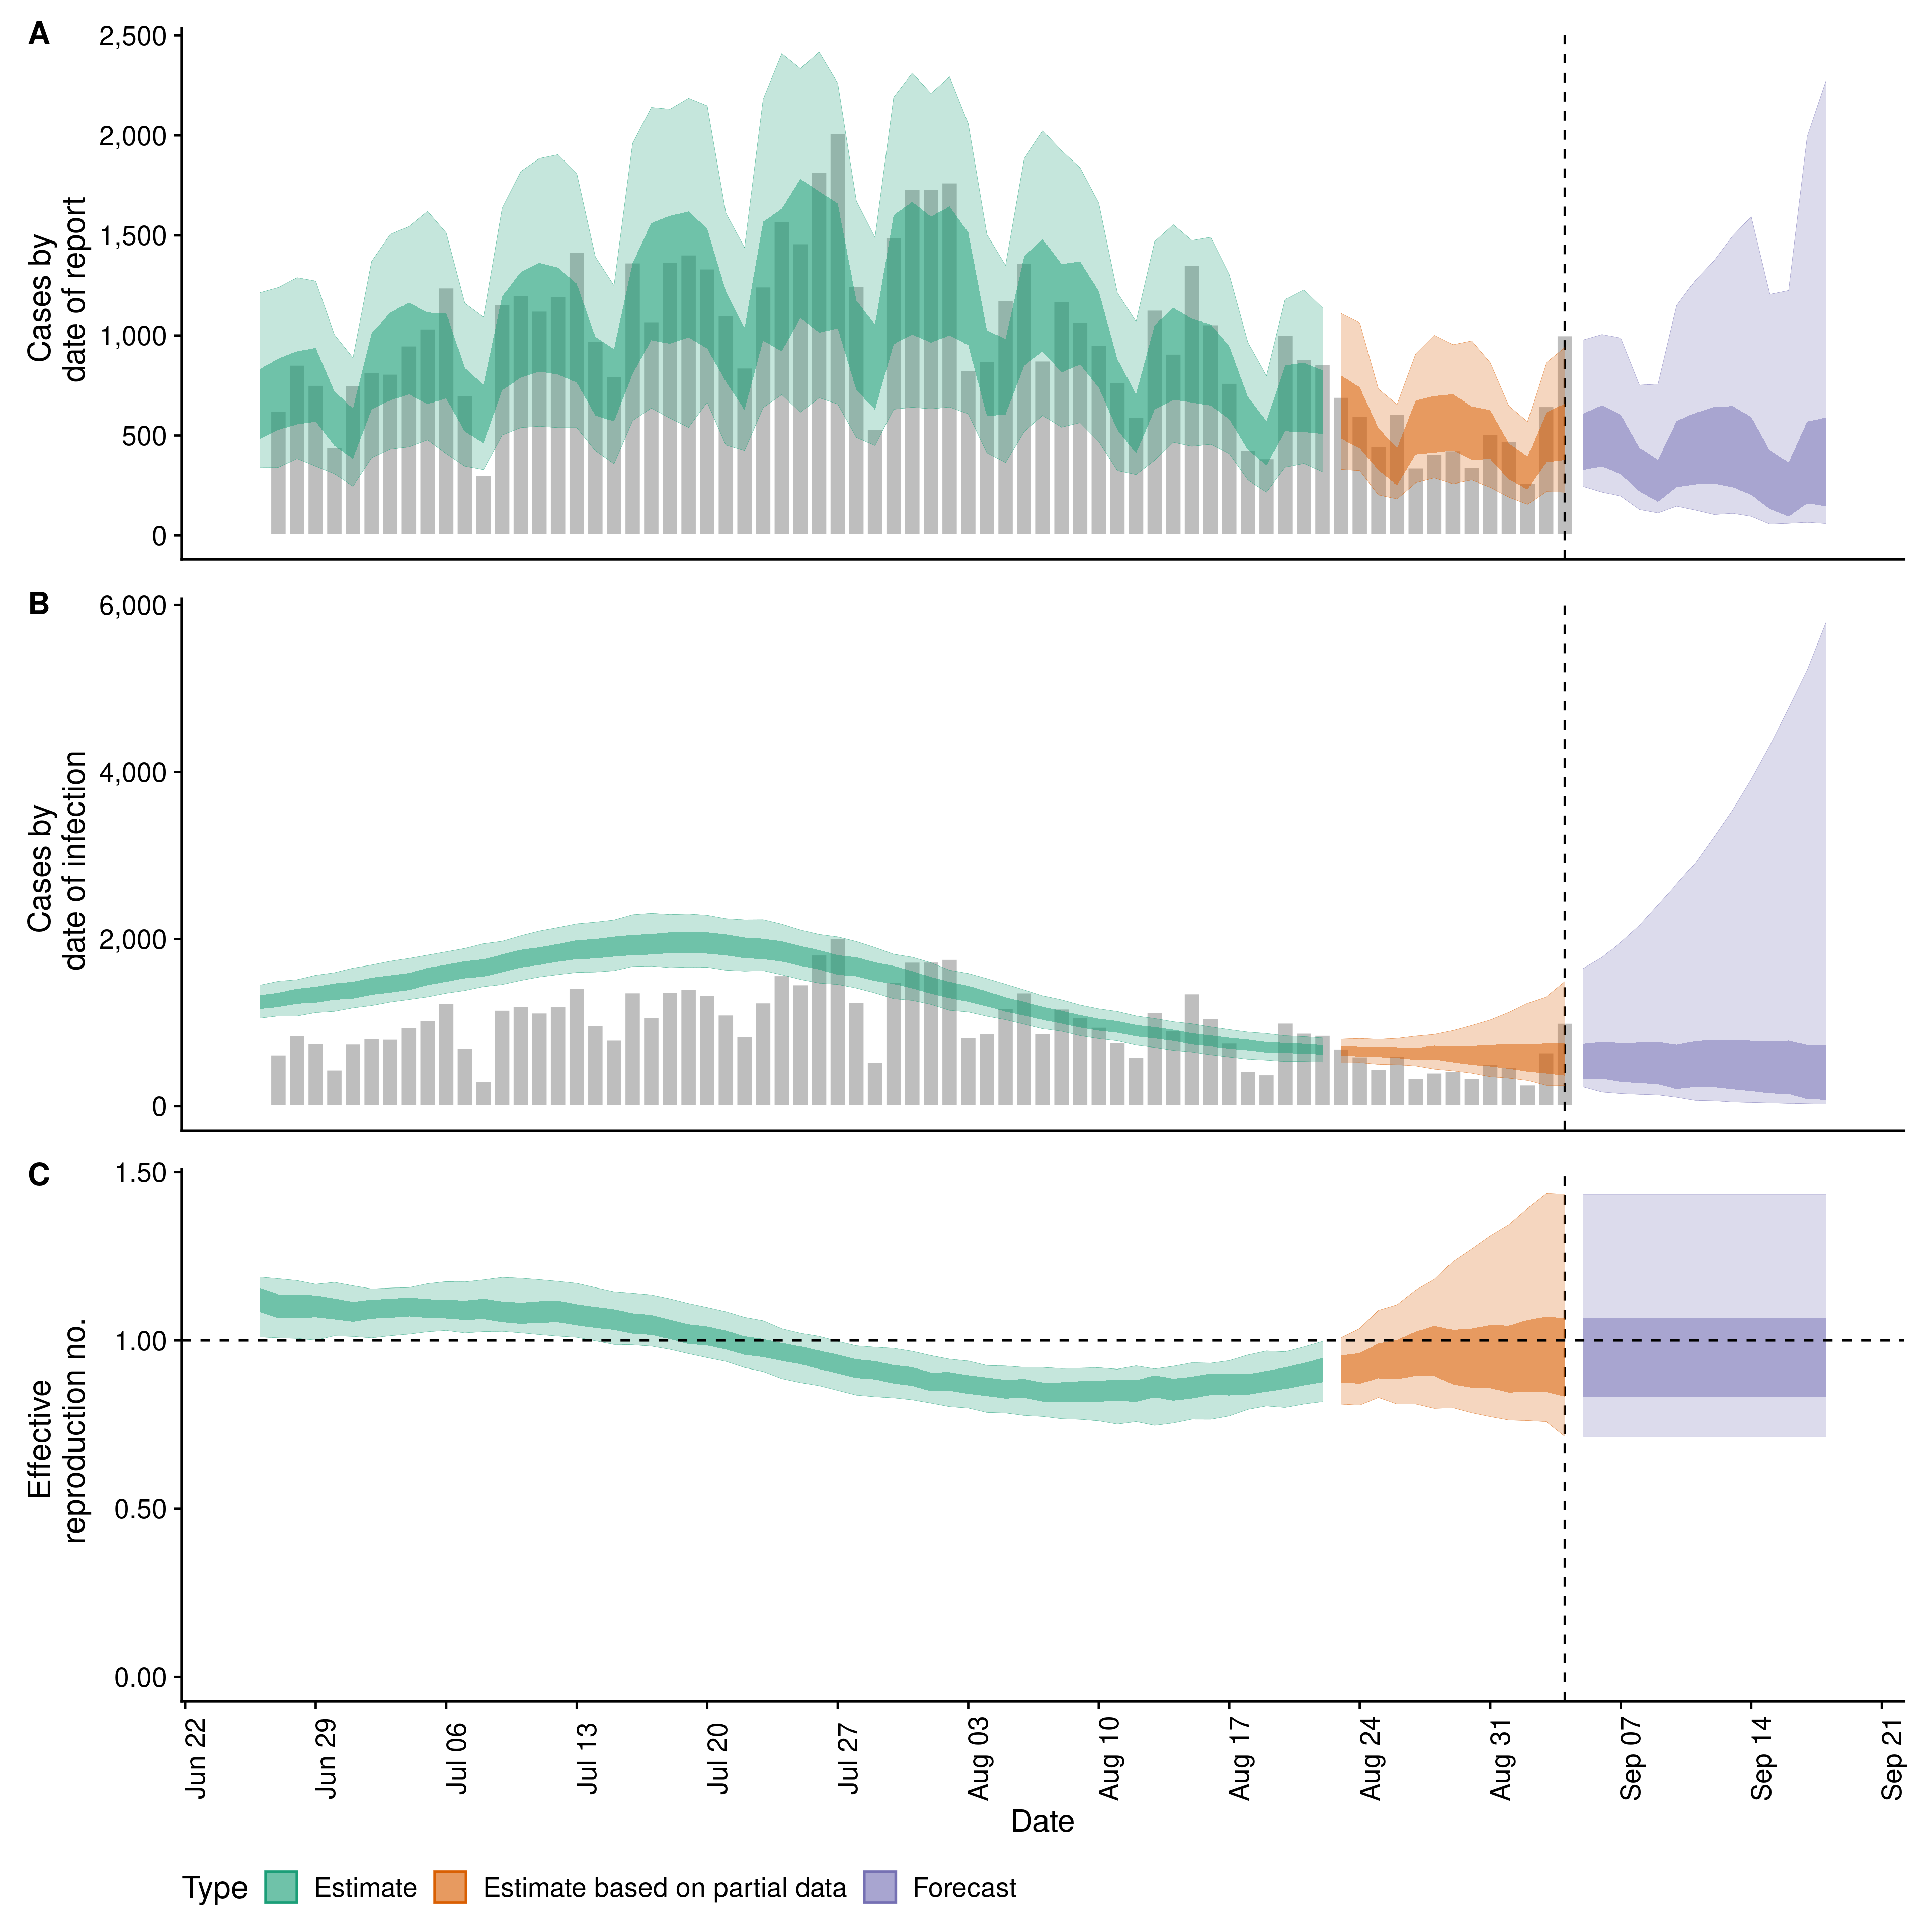 A
Cases by
date of report
2,500
2,000
1,500
1,000
500
0
B
Cases by
date of infection
6,000
4,000
2,000
0
C
Effective
reproduction no.
1.50
1.00
0.50
0.00
Jun 22
Jun 29
Jul 06
Jul 13
Jul 20
Jul 27
Aug 03
Aug 10
Aug 17
Aug 24
Aug 31
Sep 07
Sep 14
Sep 21
Date
Type Estimate Estimate based on partial data Forecast